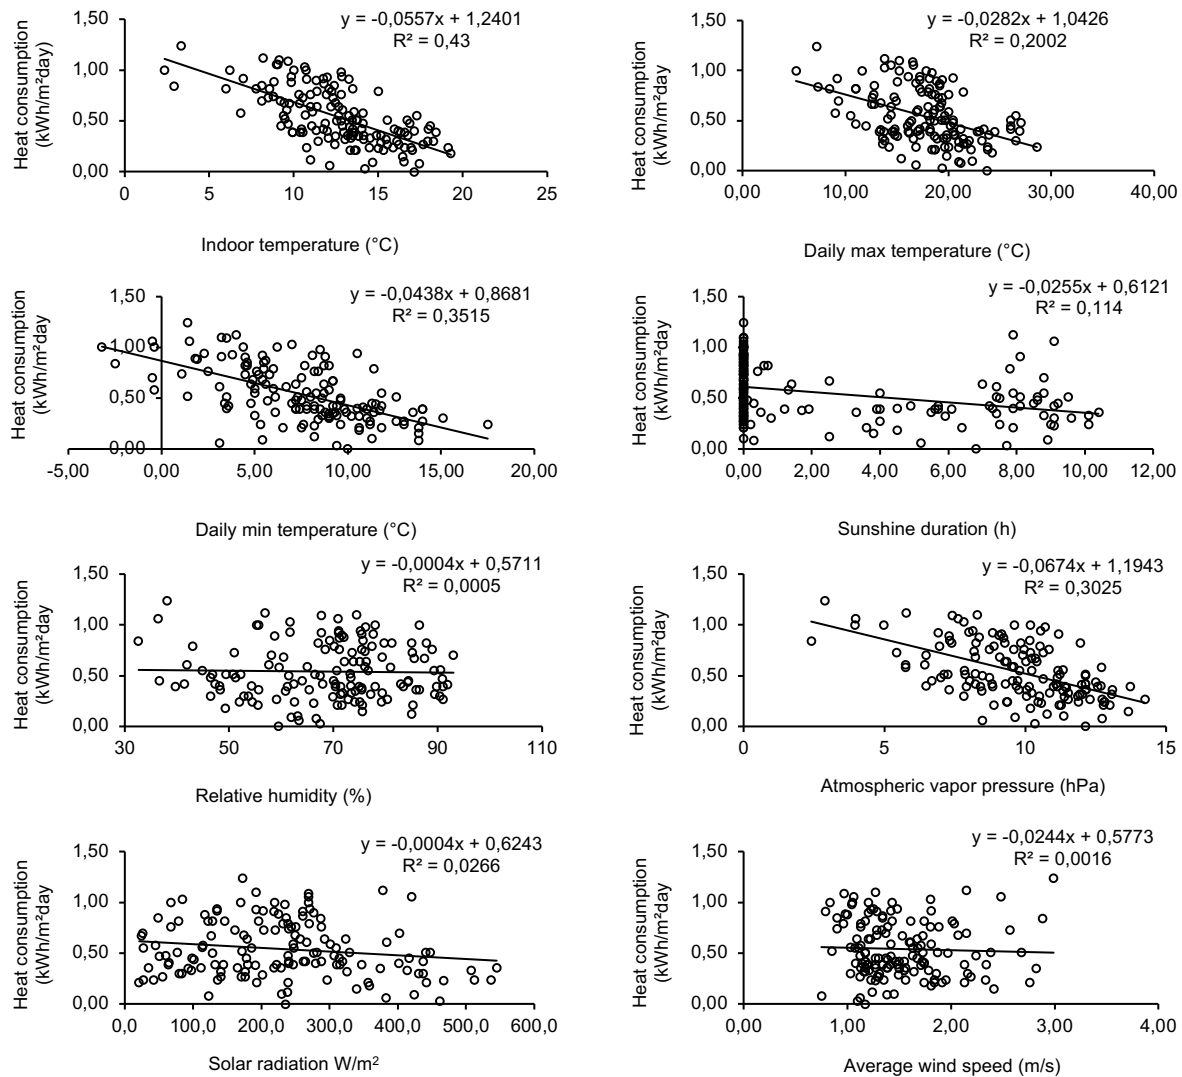 y = -0,0557x + 1,2401
R² = 0,43
Heat consumption
(kWh/m²day)
1,50
1,00
0,50
0,00
0 5 10 15 20 25
Indoor temperature (°C)
y = -0,0282x + 1,0426
R² = 0,2002
Heat consumption
(kWh/m²day
1,50
1,00
0,50
0,00
0,00 10,00 20,00 30,00 40,00
Daily max temperature (°C)
y = -0,0438x + 0,8681
R² = 0,3515
Heat consumption
(kWh/m²day
1,50
1,00
0,50
0,00
-5,00 0,00 5,00 10,00 15,00 20,00
Daily min temperature (°C)
y = -0,0255x + 0,6121
R² = 0,114
Heat consumption
(kWh/m²day
1,50
1,00
0,50
0,00
0,00 2,00 4,00 6,00 8,00 10,00 12,00
Sunshine duration (h)
y = -0,0004x + 0,5711
R² = 0,0005
Heat consumption
(kWh/m²day
1,50
1,00
0,50
0,00
30 50 70 90 110
Relative humidity (%)
y = -0,0674x + 1,1943
R² = 0,3025
Heat consumption
(kWh/m²day
1,50
1,00
0,50
0,00
0 5 10 15
Atmospheric vapor pressure (hPa)
y = -0,0004x + 0,6243
R² = 0,0266
Heat consumption
(kWh/m²day
1,50
1,00
0,50
0,00
0,0 100,0 200,0 300,0 400,0 500,0 600,0
Solar radiation W/m²
y = -0,0244x + 0,5773
R² = 0,0016
Heat consumption
(kWh/m²day
1,50
1,00
0,50
0,00
0,00 1,00 2,00 3,00 4,00
Average wind speed (m/s)